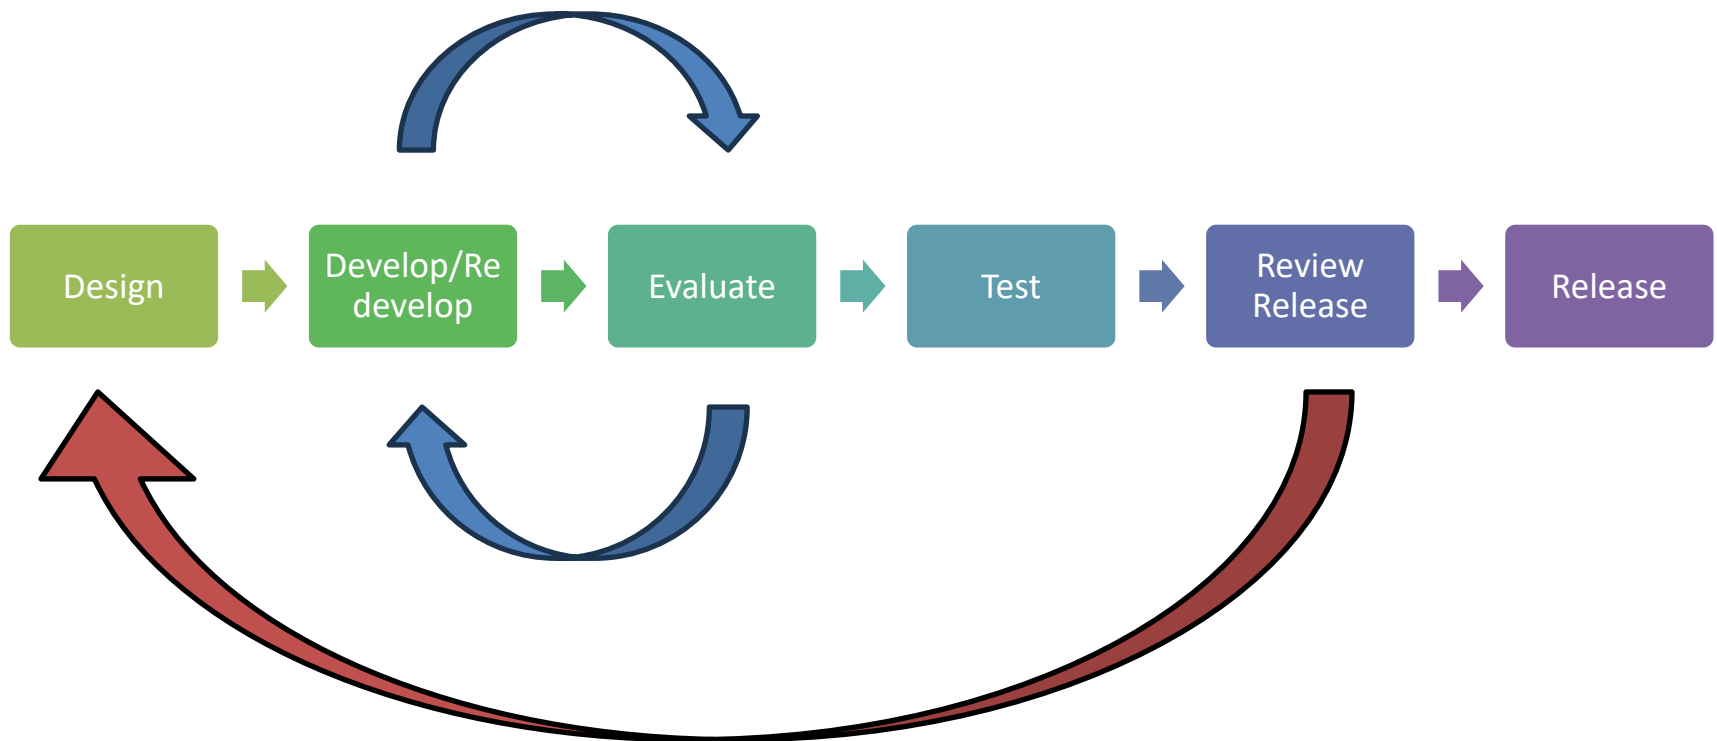 Design
Develop/Re
develop
Evaluate
Test
Review
Release
Release